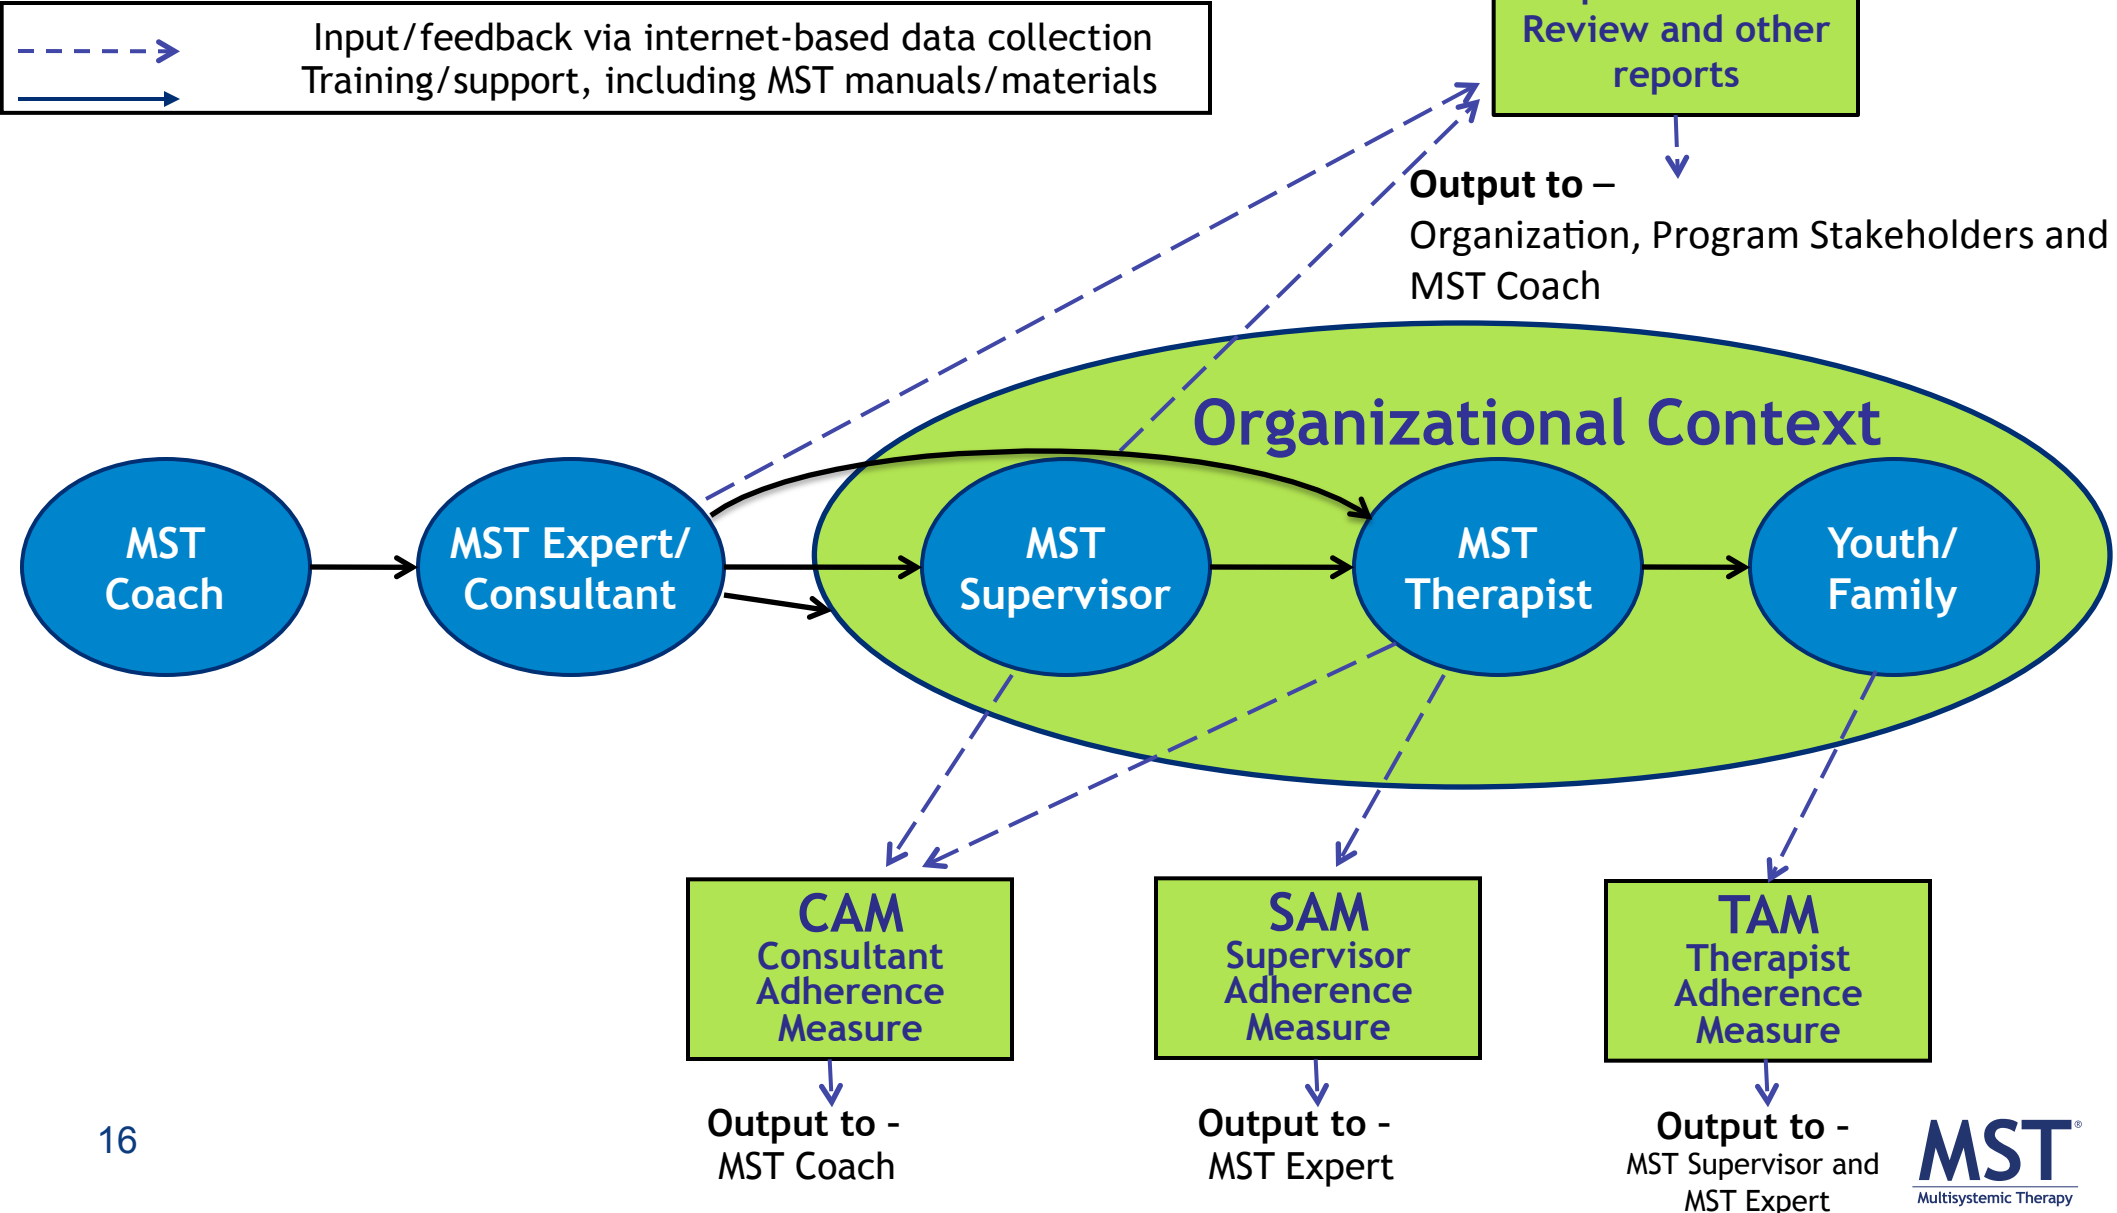 Input/feedback via internet-based data collection
Training/support, including MST manuals/materials
Review and other
reports
Output to –
Organization, Program Stakeholders and
MST Coach
Organizational Context
MST
Coach
MST Expert/
Consultant
MST
Supervisor
MST
Therapist
Youth/
Family
CAM
Consultant
Adherence
Measure
SAM
Supervisor
Adherence
Measure
TAM
Therapist
Adherence
Measure
Output to -
MST Coach
Output to -
MST Expert
Output to -
MST Supervisor and
MST Expert
16
MST®
Multisystemic Therapy